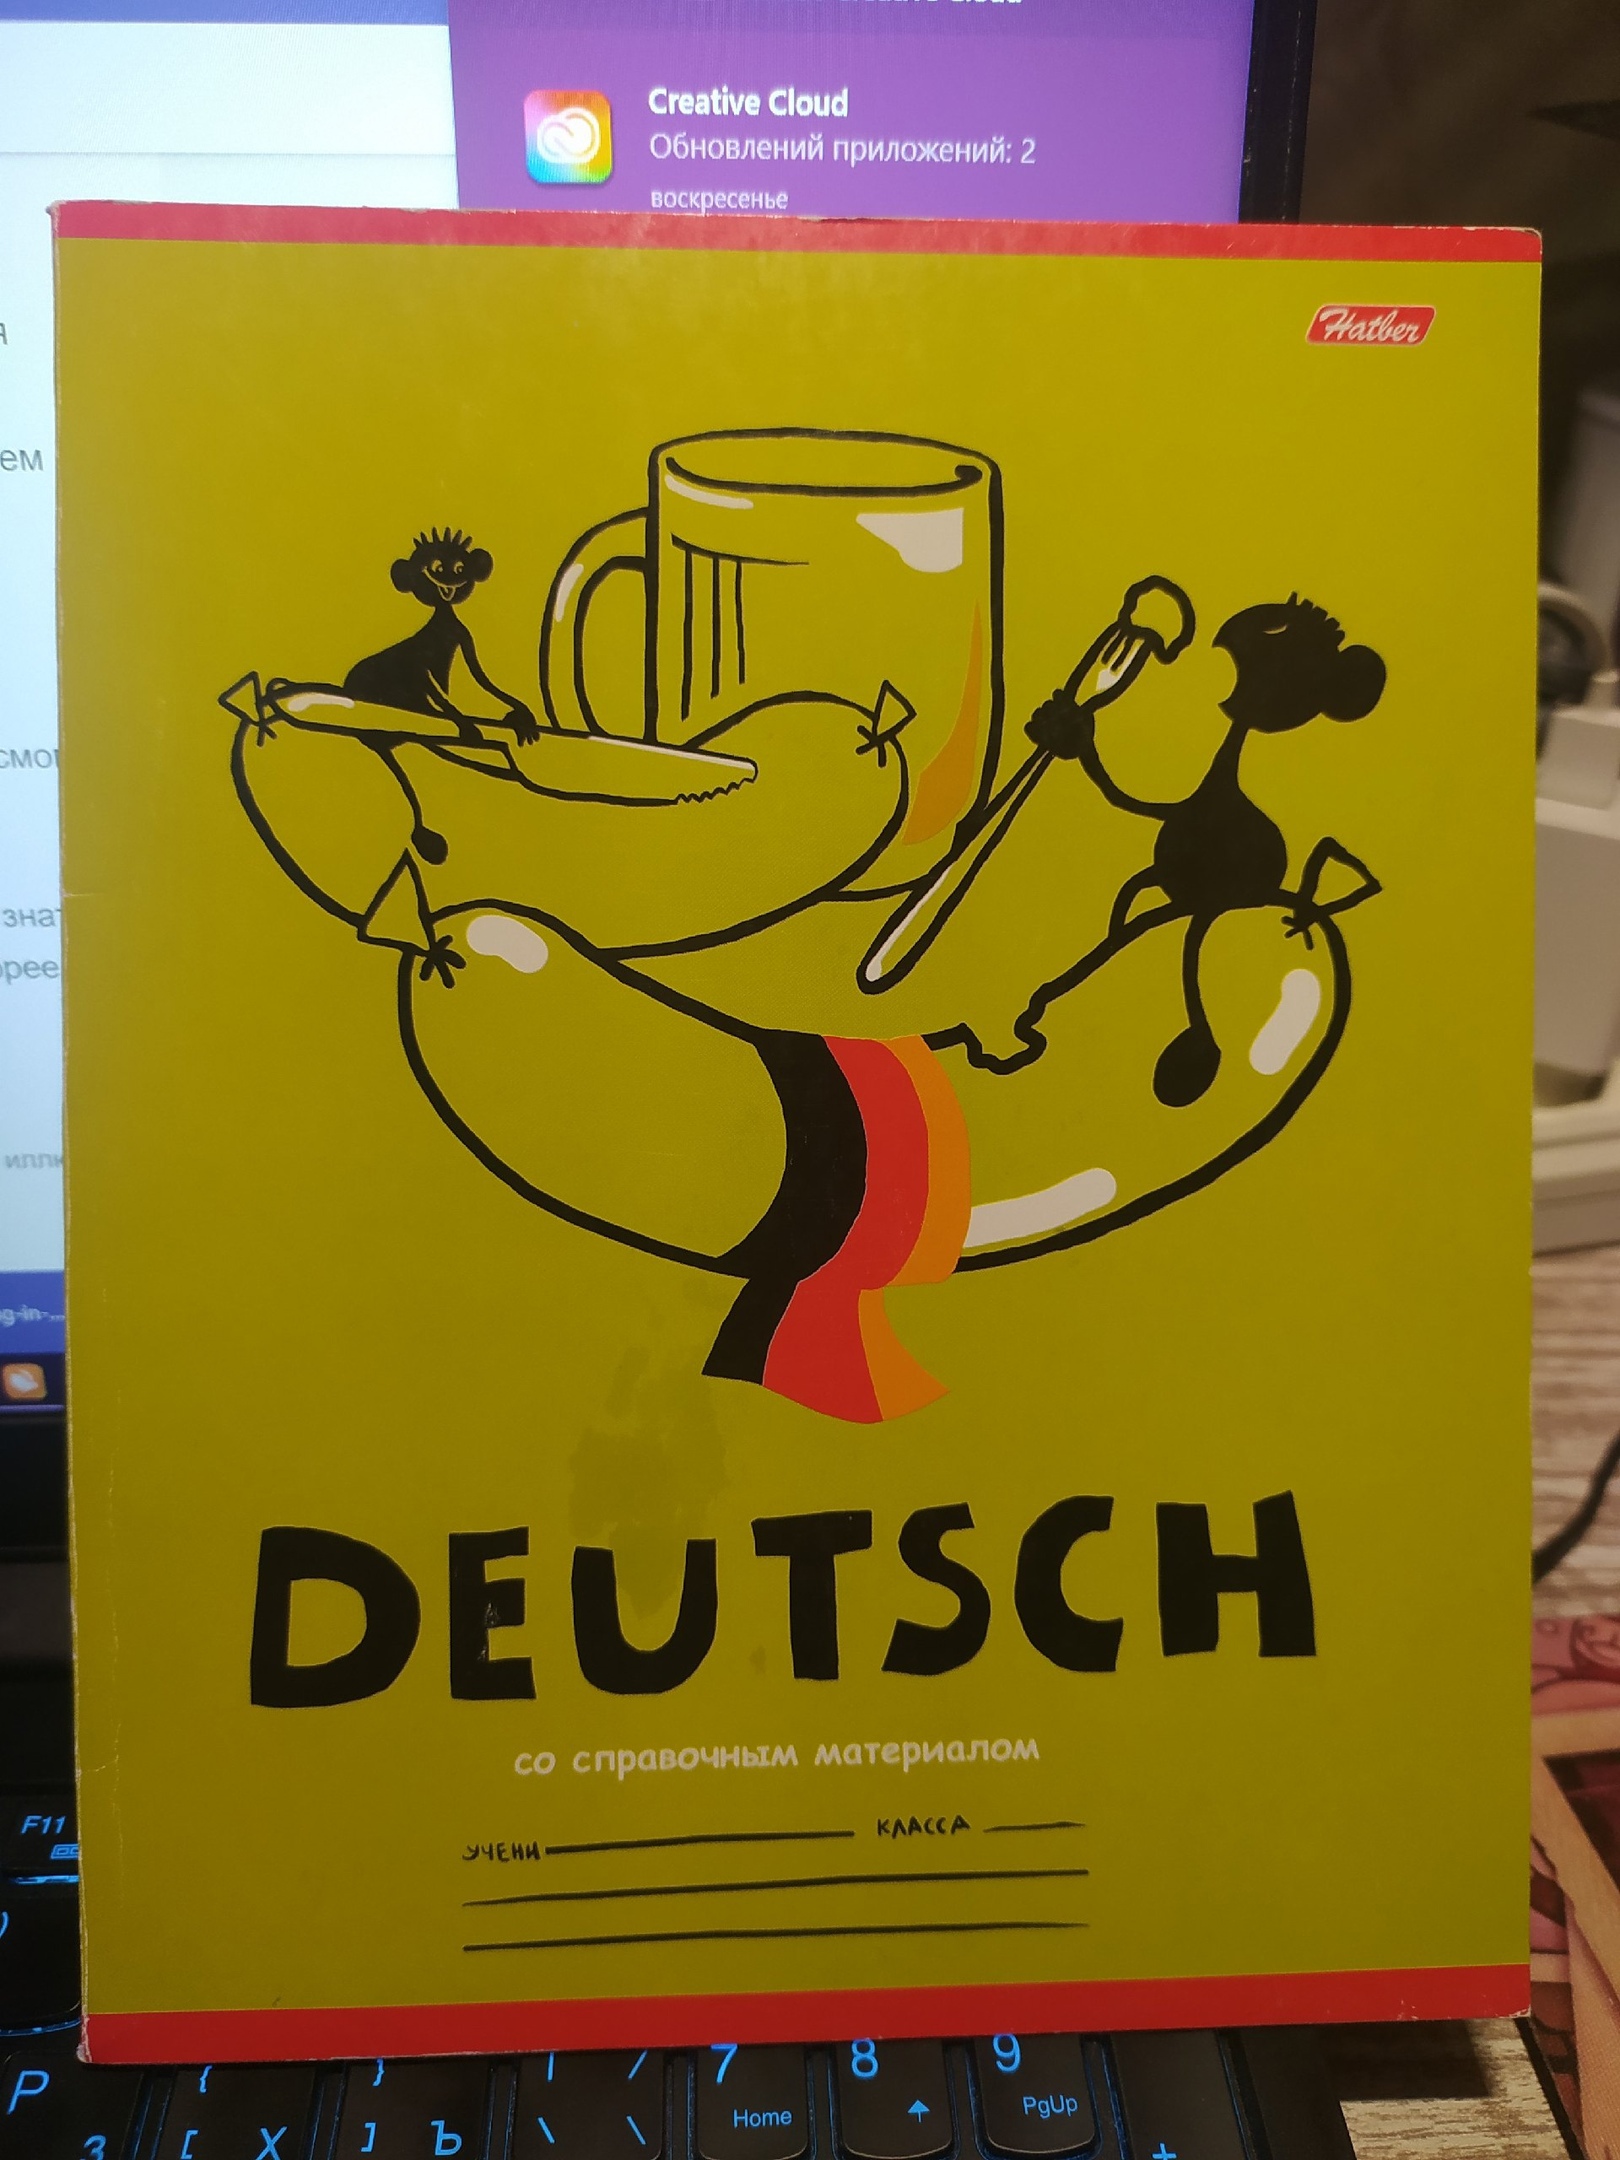 Creative Cloud
Обновлений приложений: 2
воскресенье
Hatber
ем
DEUTSCH
со справочным материалом
УЧЕНИ КЛАССА
F11
P
З
{
[ Х
}
] Ъ
| /
\ \
7
Home
8
9
PgUp
+